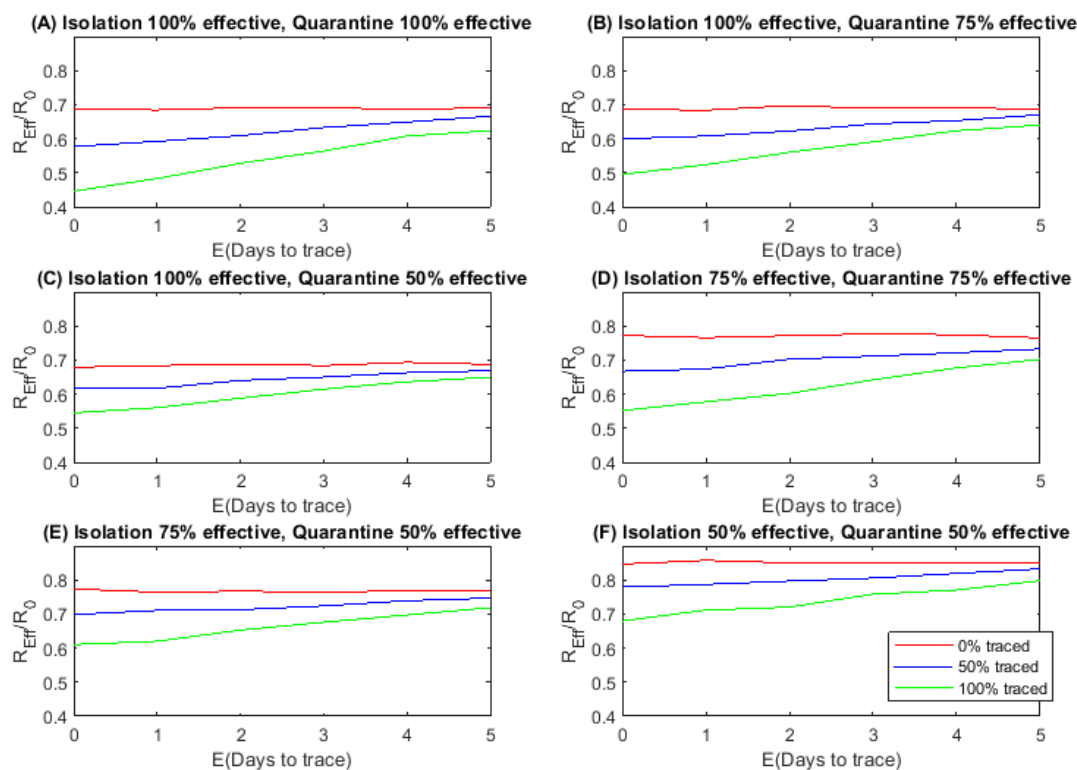 (A) Isolation 100% effective, Quarantine 100% effective
0.8
0.7
0.6
0.5
0.4
R_Eff/R_0
0 1 2 3 4 5
E(Days to trace)
(B) Isolation 100% effective, Quarantine 75% effective
0.8
0.7
0.6
0.5
0.4
R_Eff/R_0
0 1 2 3 4 5
E(Days to trace)
(C) Isolation 100% effective, Quarantine 50% effective
0.8
0.7
0.6
0.5
0.4
R_Eff/R_0
0 1 2 3 4 5
E(Days to trace)
(D) Isolation 75% effective, Quarantine 75% effective
0.8
0.7
0.6
0.5
0.4
R_Eff/R_0
0 1 2 3 4 5
E(Days to trace)
(E) Isolation 75% effective, Quarantine 50% effective
0.8
0.7
0.6
0.5
0.4
R_Eff/R_0
0 1 2 3 4 5
E(Days to trace)
(F) Isolation 50% effective, Quarantine 50% effective
0.8
0.7
0.6
0.5
0.4
R_Eff/R_0
0 1 2 3 4 5
E(Days to trace)
0% traced
50% traced
100% traced